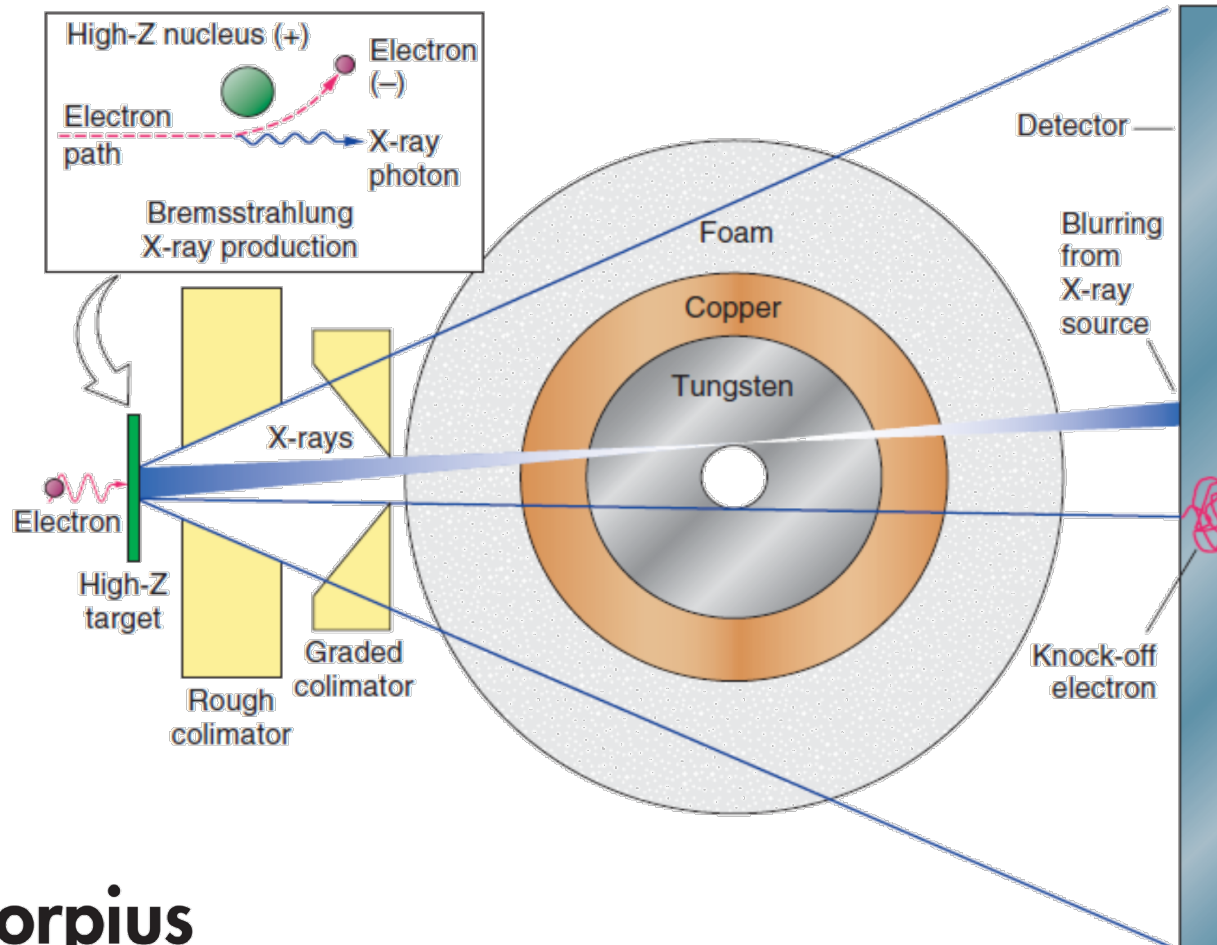 High-Z nucleus (+)
Electron
(–)
Electron
path
X-ray
photon
Bremsstrahlung
X-ray production
Detector
Blurring
from
X-ray
source
Foam
Copper
Tungsten
X-rays
Electron
High-Z
target
Graded
colimator
Rough
colimator
Knock-off
electron
orpius